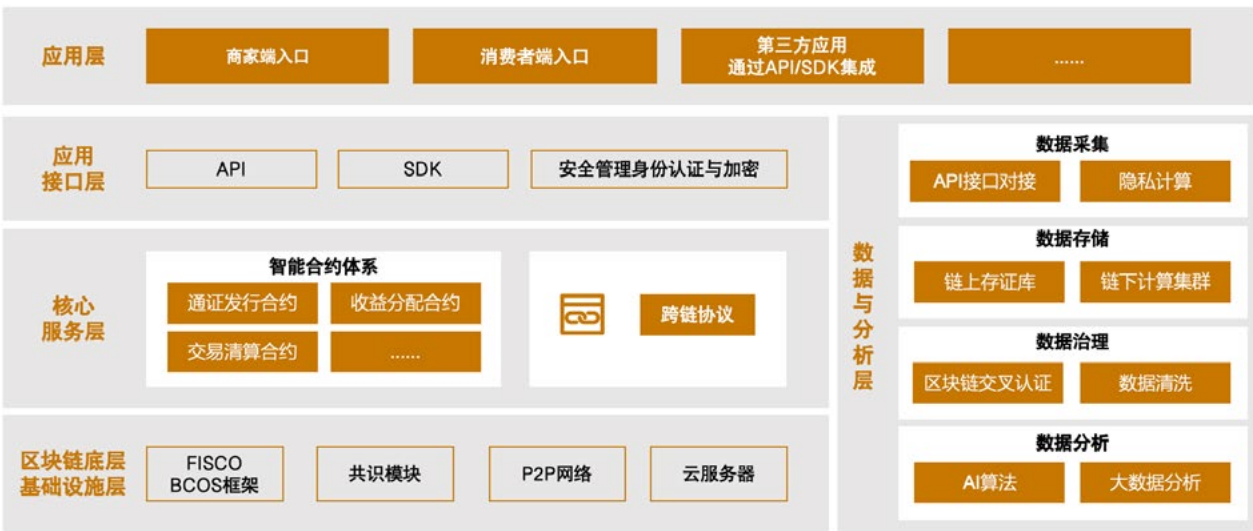 应用层
商家端入口
消费者端入口
第三方应用
通过API/SDK集成
......
应用
接口层
API
SDK
安全管理身份认证与加密
核心
服务层
智能合约体系
通证发行合约
收益分配合约
交易清算合约
......
跨链协议
区块链底层
基础设施层
FISCO
BCOS框架
共识模块
P2P网络
云服务器
数据与分析层
数据采集
API接口对接
隐私计算
数据存储
链上存证库
链下计算集群
数据治理
区块链交叉认证
数据清洗
数据分析
AI算法
大数据分析